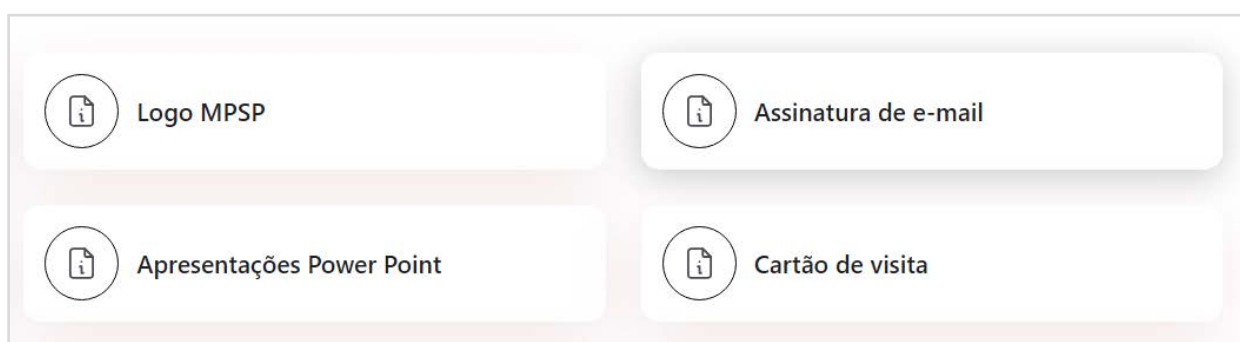 Logo MPSP
Assinatura de e-mail
Apresentações Power Point
Cartão de visita